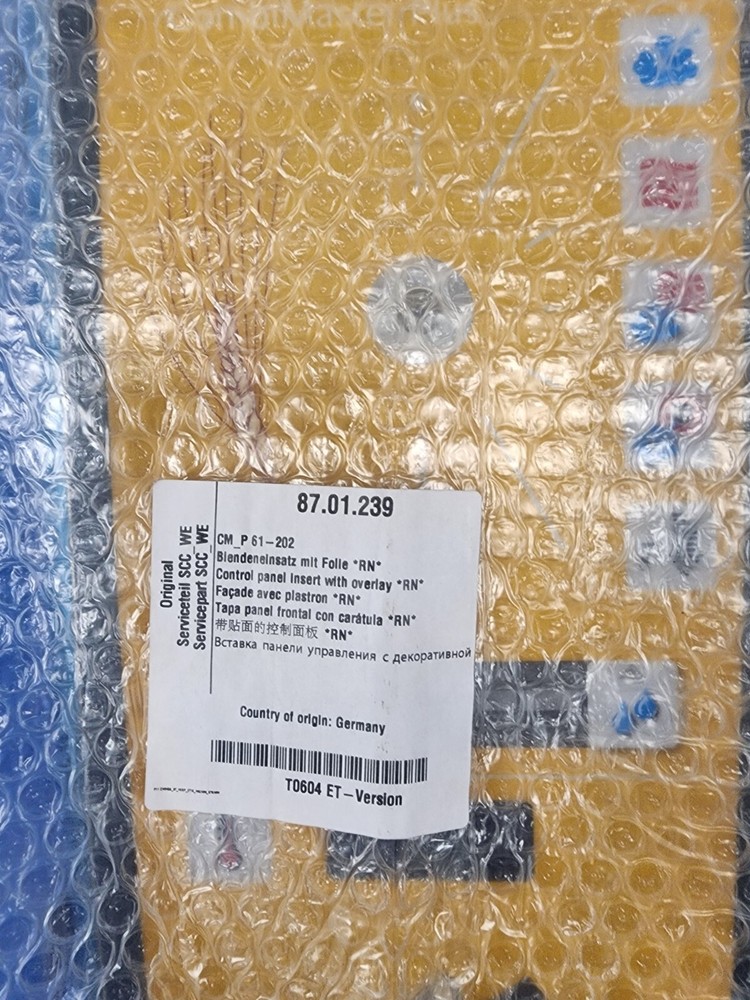 Master Plus
87.01.239
Original
Serviceteil SCC_WE
Servicepart SCC_WE
CM_P 61-202
Blendeneinsatz mit Folie *RN*
Control panel insert with overlay *RN*
Façade avec plastron *RN*
Tapa panel frontal con carátula *RN*
带贴面的控制面板 *RN*
Вставка панели управления с декоративной
Country of origin: Germany
T0604 ET-Version